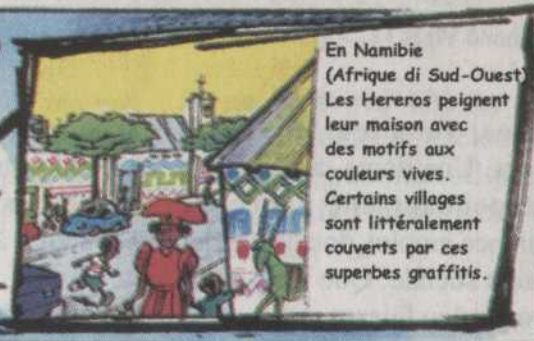 En Namibie
(Afrique di Sud-Ouest)
Les Hereros peignent
leur maison avec
des motifs aux
couleurs vives.
Certains villages
sont littéralement
couverts par ces
superbes graffitis.